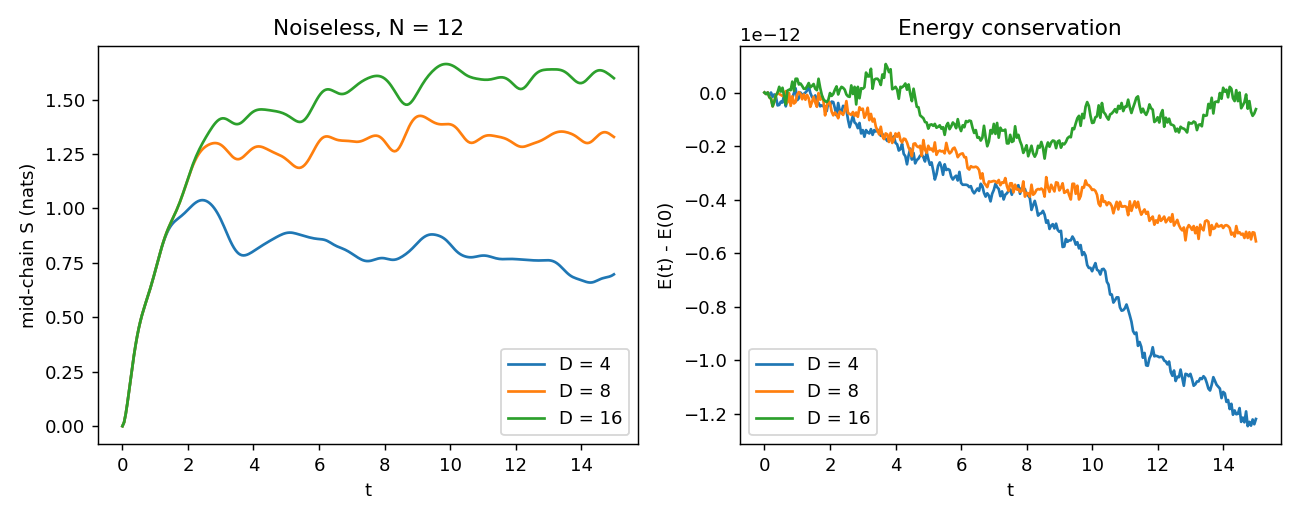 Noiseless, N = 12
mid-chain S (nats)
1.50
1.25
1.00
0.75
0.50
0.25
0.00
0 2 4 6 8 10 12 14
t
D = 4
D = 8
D = 16
Energy conservation
1e−12
E(t) - E(0)
0.0
−0.2
−0.4
−0.6
−0.8
−1.0
−1.2
0 2 4 6 8 10 12 14
t
D = 4
D = 8
D = 16